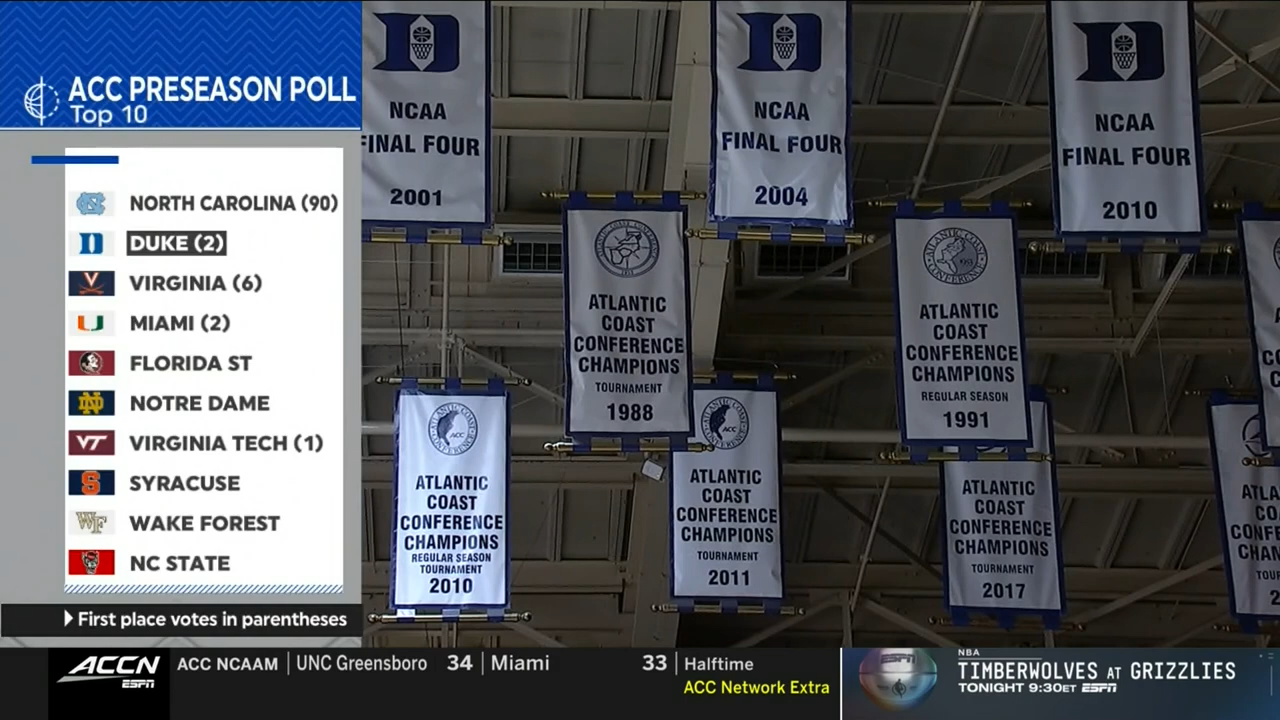 ACC PRESEASON POLL
Top 10
NORTH CAROLINA (90)
DUKE (2)
VIRGINIA (6)
MIAMI (2)
FLORIDA ST
NOTRE DAME
VIRGINIA TECH (1)
SYRACUSE
WAKE FOREST
NC STATE
First place votes in parentheses
NCAA
FINAL FOUR
2001
NCAA
FINAL FOUR
2004
NCAA
FINAL FOUR
2010
ATLANTIC
COAST
CONFERENCE
CHAMPIONS
TOURNAMENT
1988
ATLANTIC
COAST
CONFERENCE
CHAMPIONS
REGULAR SEASON
1991
ATLANTIC
COAST
CONFERENCE
CHAMPIONS
REGULAR SEASON
TOURNAMENT
2010
ATLANTIC
COAST
CONFERENCE
CHAMPIONS
TOURNAMENT
2011
ATLANTIC
COAST
CONFERENCE
CHAMPIONS
TOURNAMENT
2017
ACCN
ESPN
ACC NCAAM UNC Greensboro 34 Miami 33 Halftime
ACC Network Extra
NBA
TIMBERWOLVES AT GRIZZLIES
TONIGHT 9:30ET ESPN